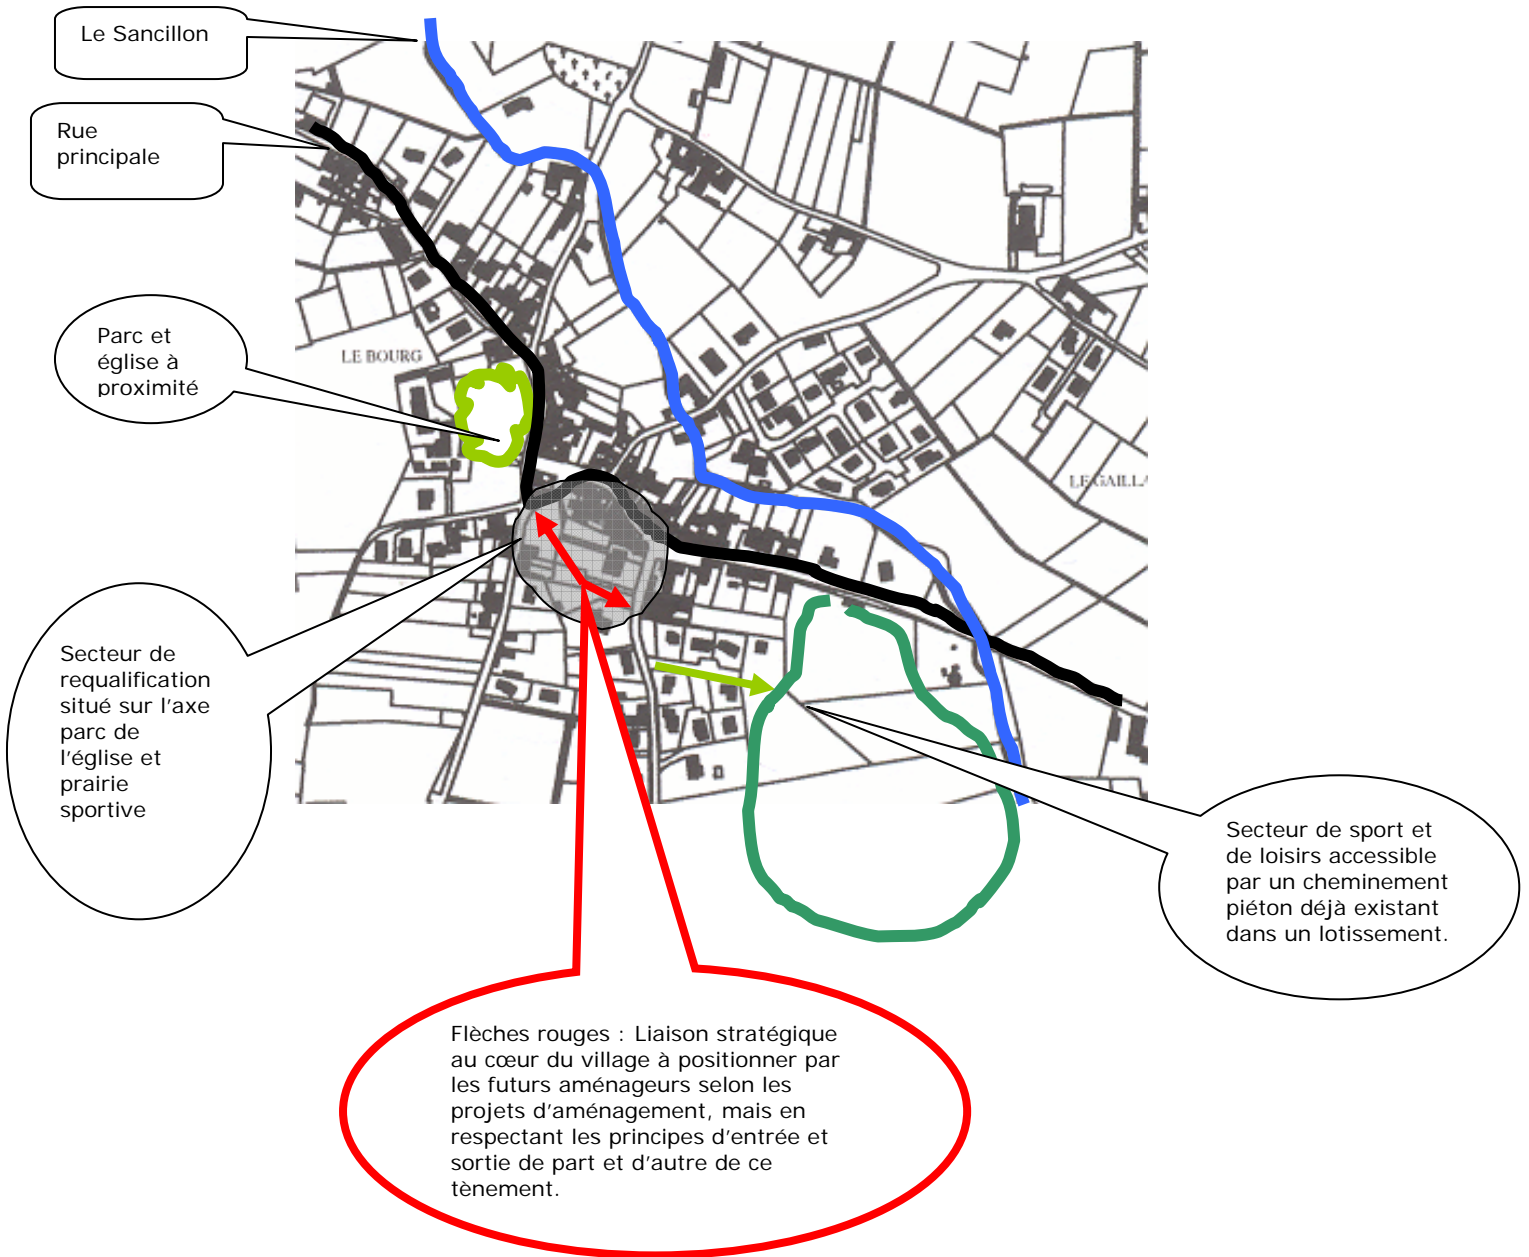 Le Sancillon
Rue
principale
Parc et
église à
proximité
LE BOURG
LE GAILLA
Secteur de
requalification
situé sur l'axe
parc de
l'église et
prairie
sportive
Secteur de sport et
de loisirs accessible
par un cheminement
piéton déjà existant
dans un lotissement.
Flèches rouges : Liaison stratégique
au cœur du village à positionner par
les futurs aménageurs selon les
projets d'aménagement, mais en
respectant les principes d'entrée et
sortie de part et d'autre de ce
tènement.